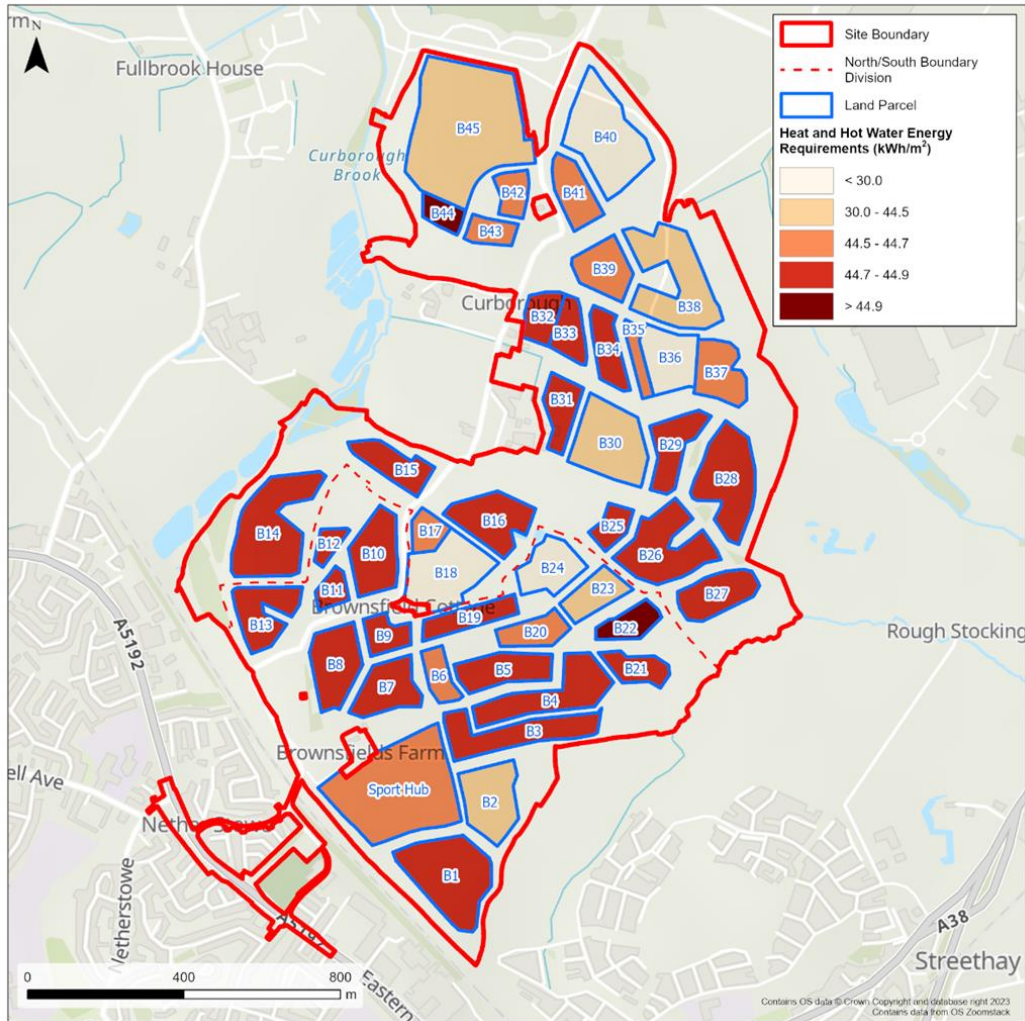 rm
N
Fullbrook House
Curborough
Brook
Site Boundary
North/South Boundary
Division
Land Parcel
Heat and Hot Water Energy
Requirements (kWh/m²)
< 30.0
30.0 - 44.5
44.5 - 44.7
44.7 - 44.9
> 44.9
B45
B40
B42
B41
B44
B43
B39
B38
Curborough
B32
B33
B34
B35
B36
B37
B31
B30
B29
B28
B15
B14
B12
B10
B17
B16
B25
B26
B18
B24
B23
B11
B27
Brownsfield Cottage
B13
B19
B22
B9
B20
B8
B7
B6
B5
B21
B4
B3
Brownsfields Farm
Sport Hub
B2
B1
A5192
Rough Stocking
ell Ave
Netherstowe
A5192
Eastern
A38
Streethay
0
400
800
m
Contains OS data © Crown Copyright and database right 2023
Contains data from OS Zoomstack